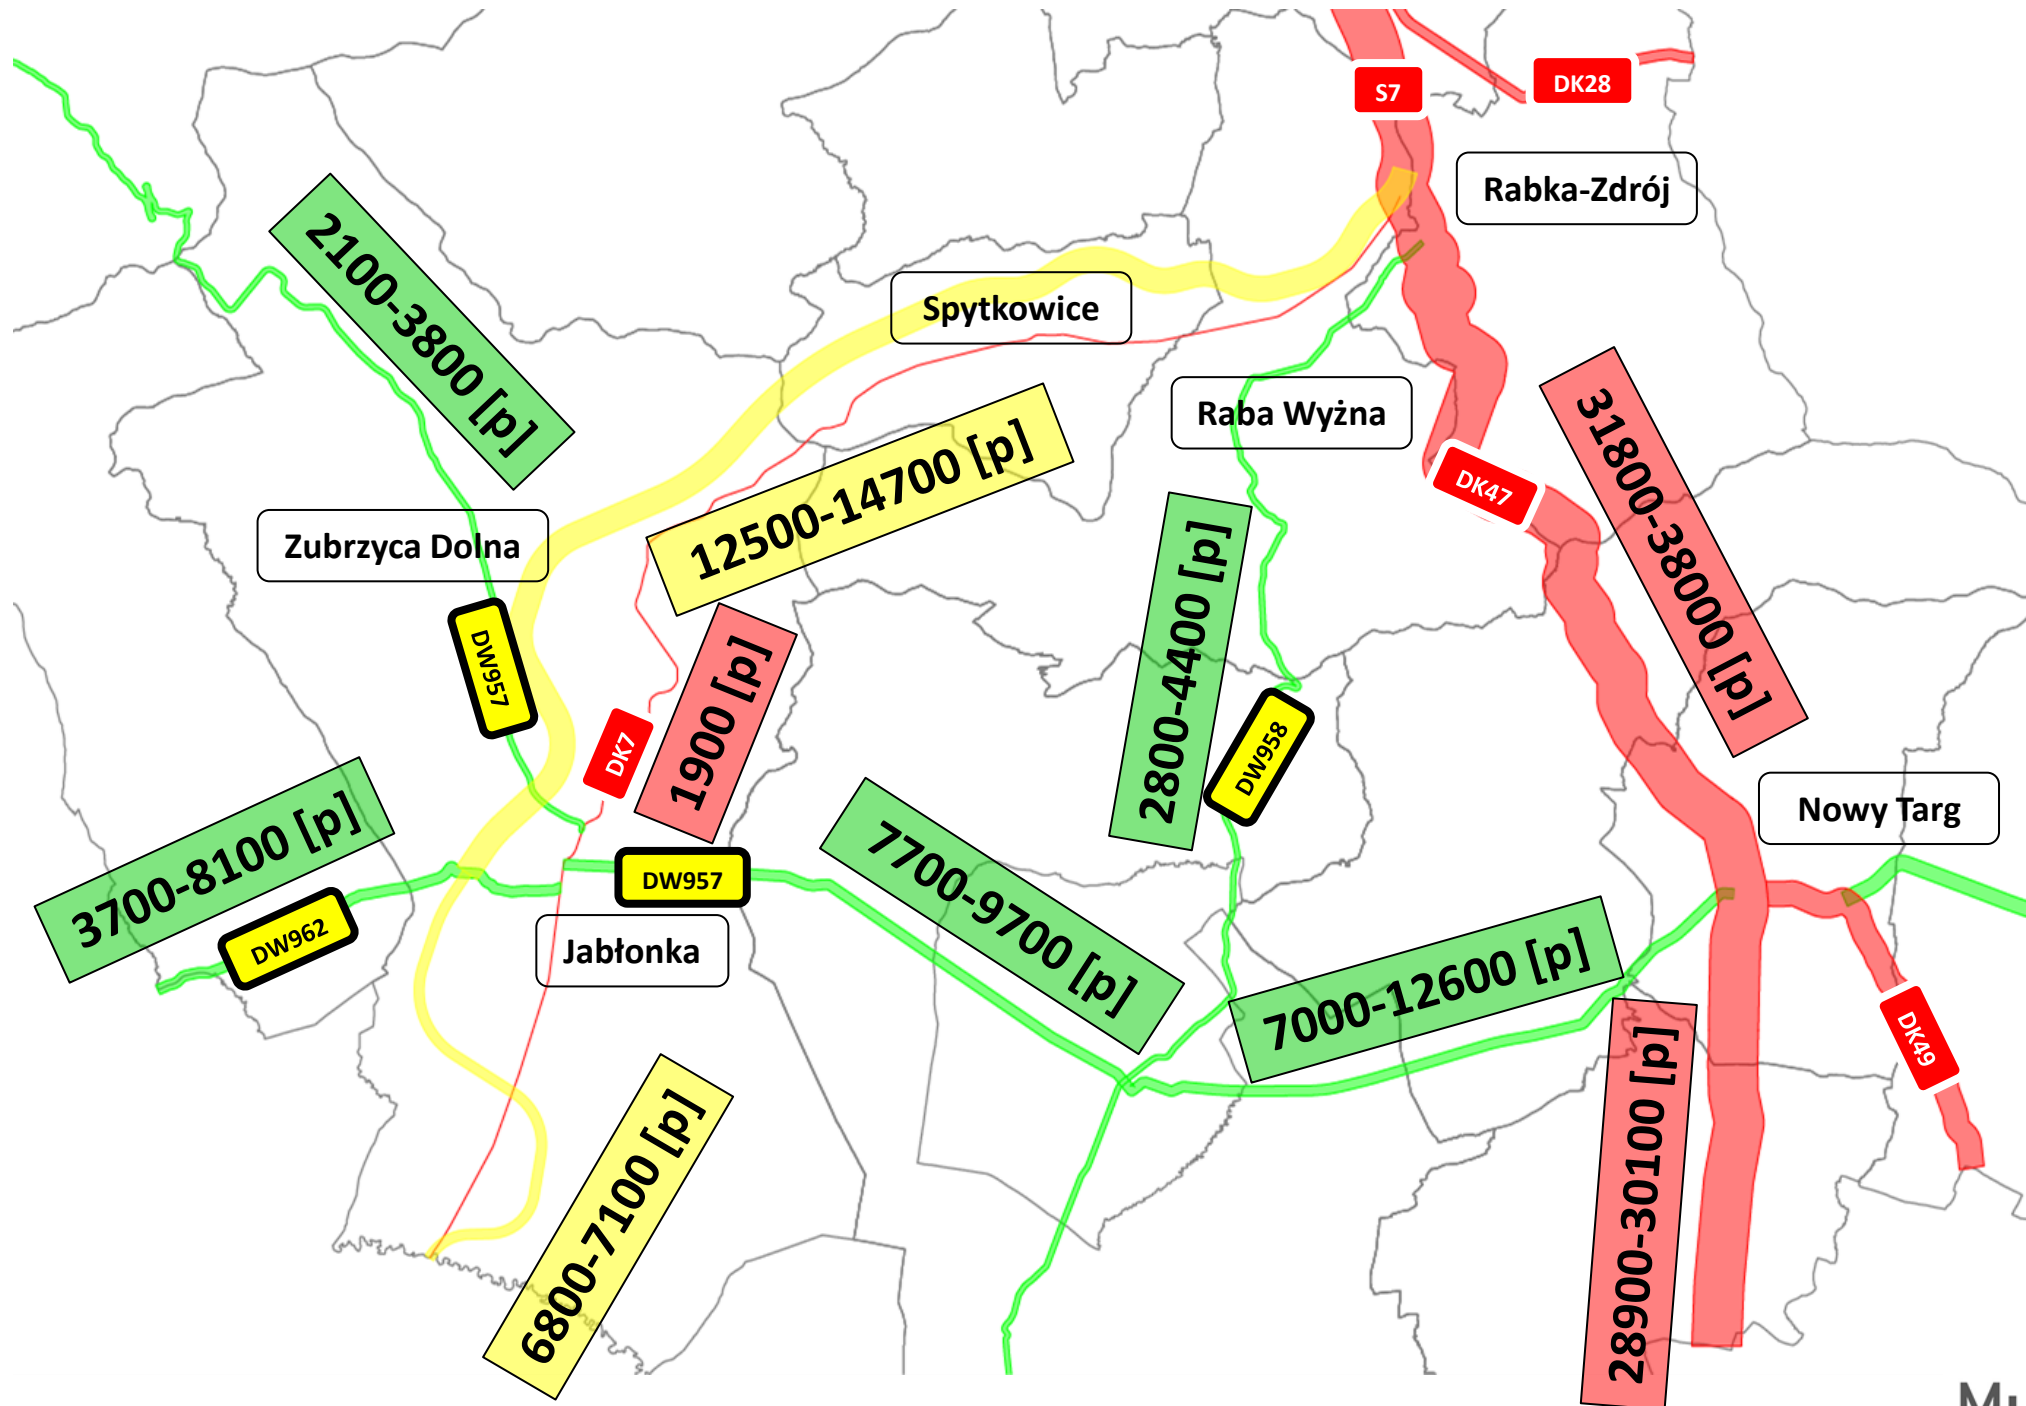 S7
DK28
Rabka-Zdrój
2100-3800 [p]
Spytkowice
Raba Wyżna
31800-38000 [p]
12500-14700 [p]
DK47
Zubrzyca Dolna
2800-4400 [p]
DW957
1900 [p]
DK7
DW958
Nowy Targ
3700-8100 [p]
DW957
7700-9700 [p]
DW962
Jabłonka
7000-12600 [p]
DK49
28900-30100 [p]
6800-7100 [p]